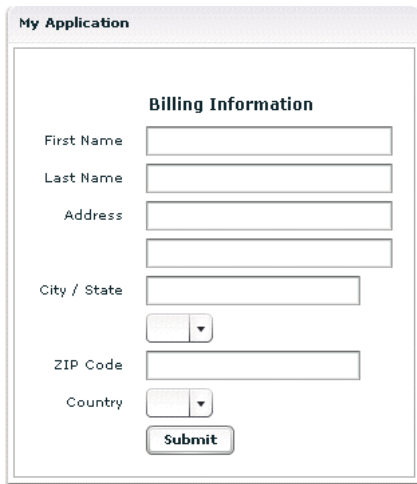 My Application
Billing Information
First Name
Last Name
Address
City / State
ZIP Code
Country
Submit